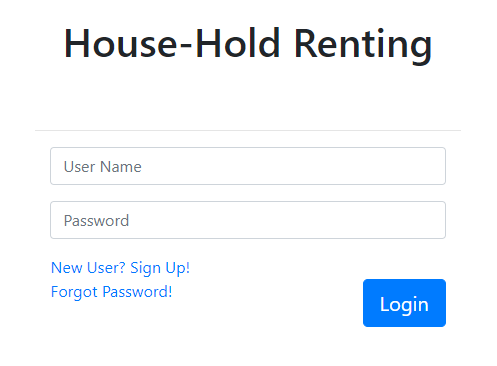 House-Hold Renting
User Name
Password
New User? Sign Up!
Forgot Password!
Login